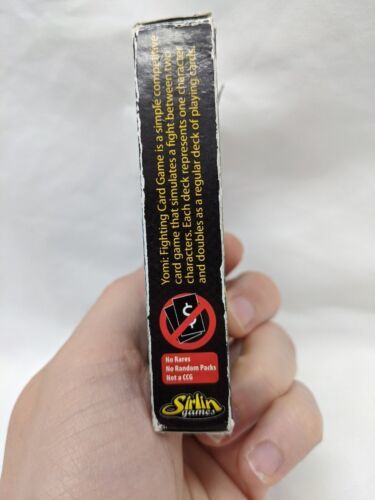 Yomi: Fighting Card Game is a simple competitive
card game that simulates a fight between two
characters. Each deck represents one character
and doubles as a regular deck of playing cards.
$
No Rares
No Random Packs
Not a CCG
Sirlin
games